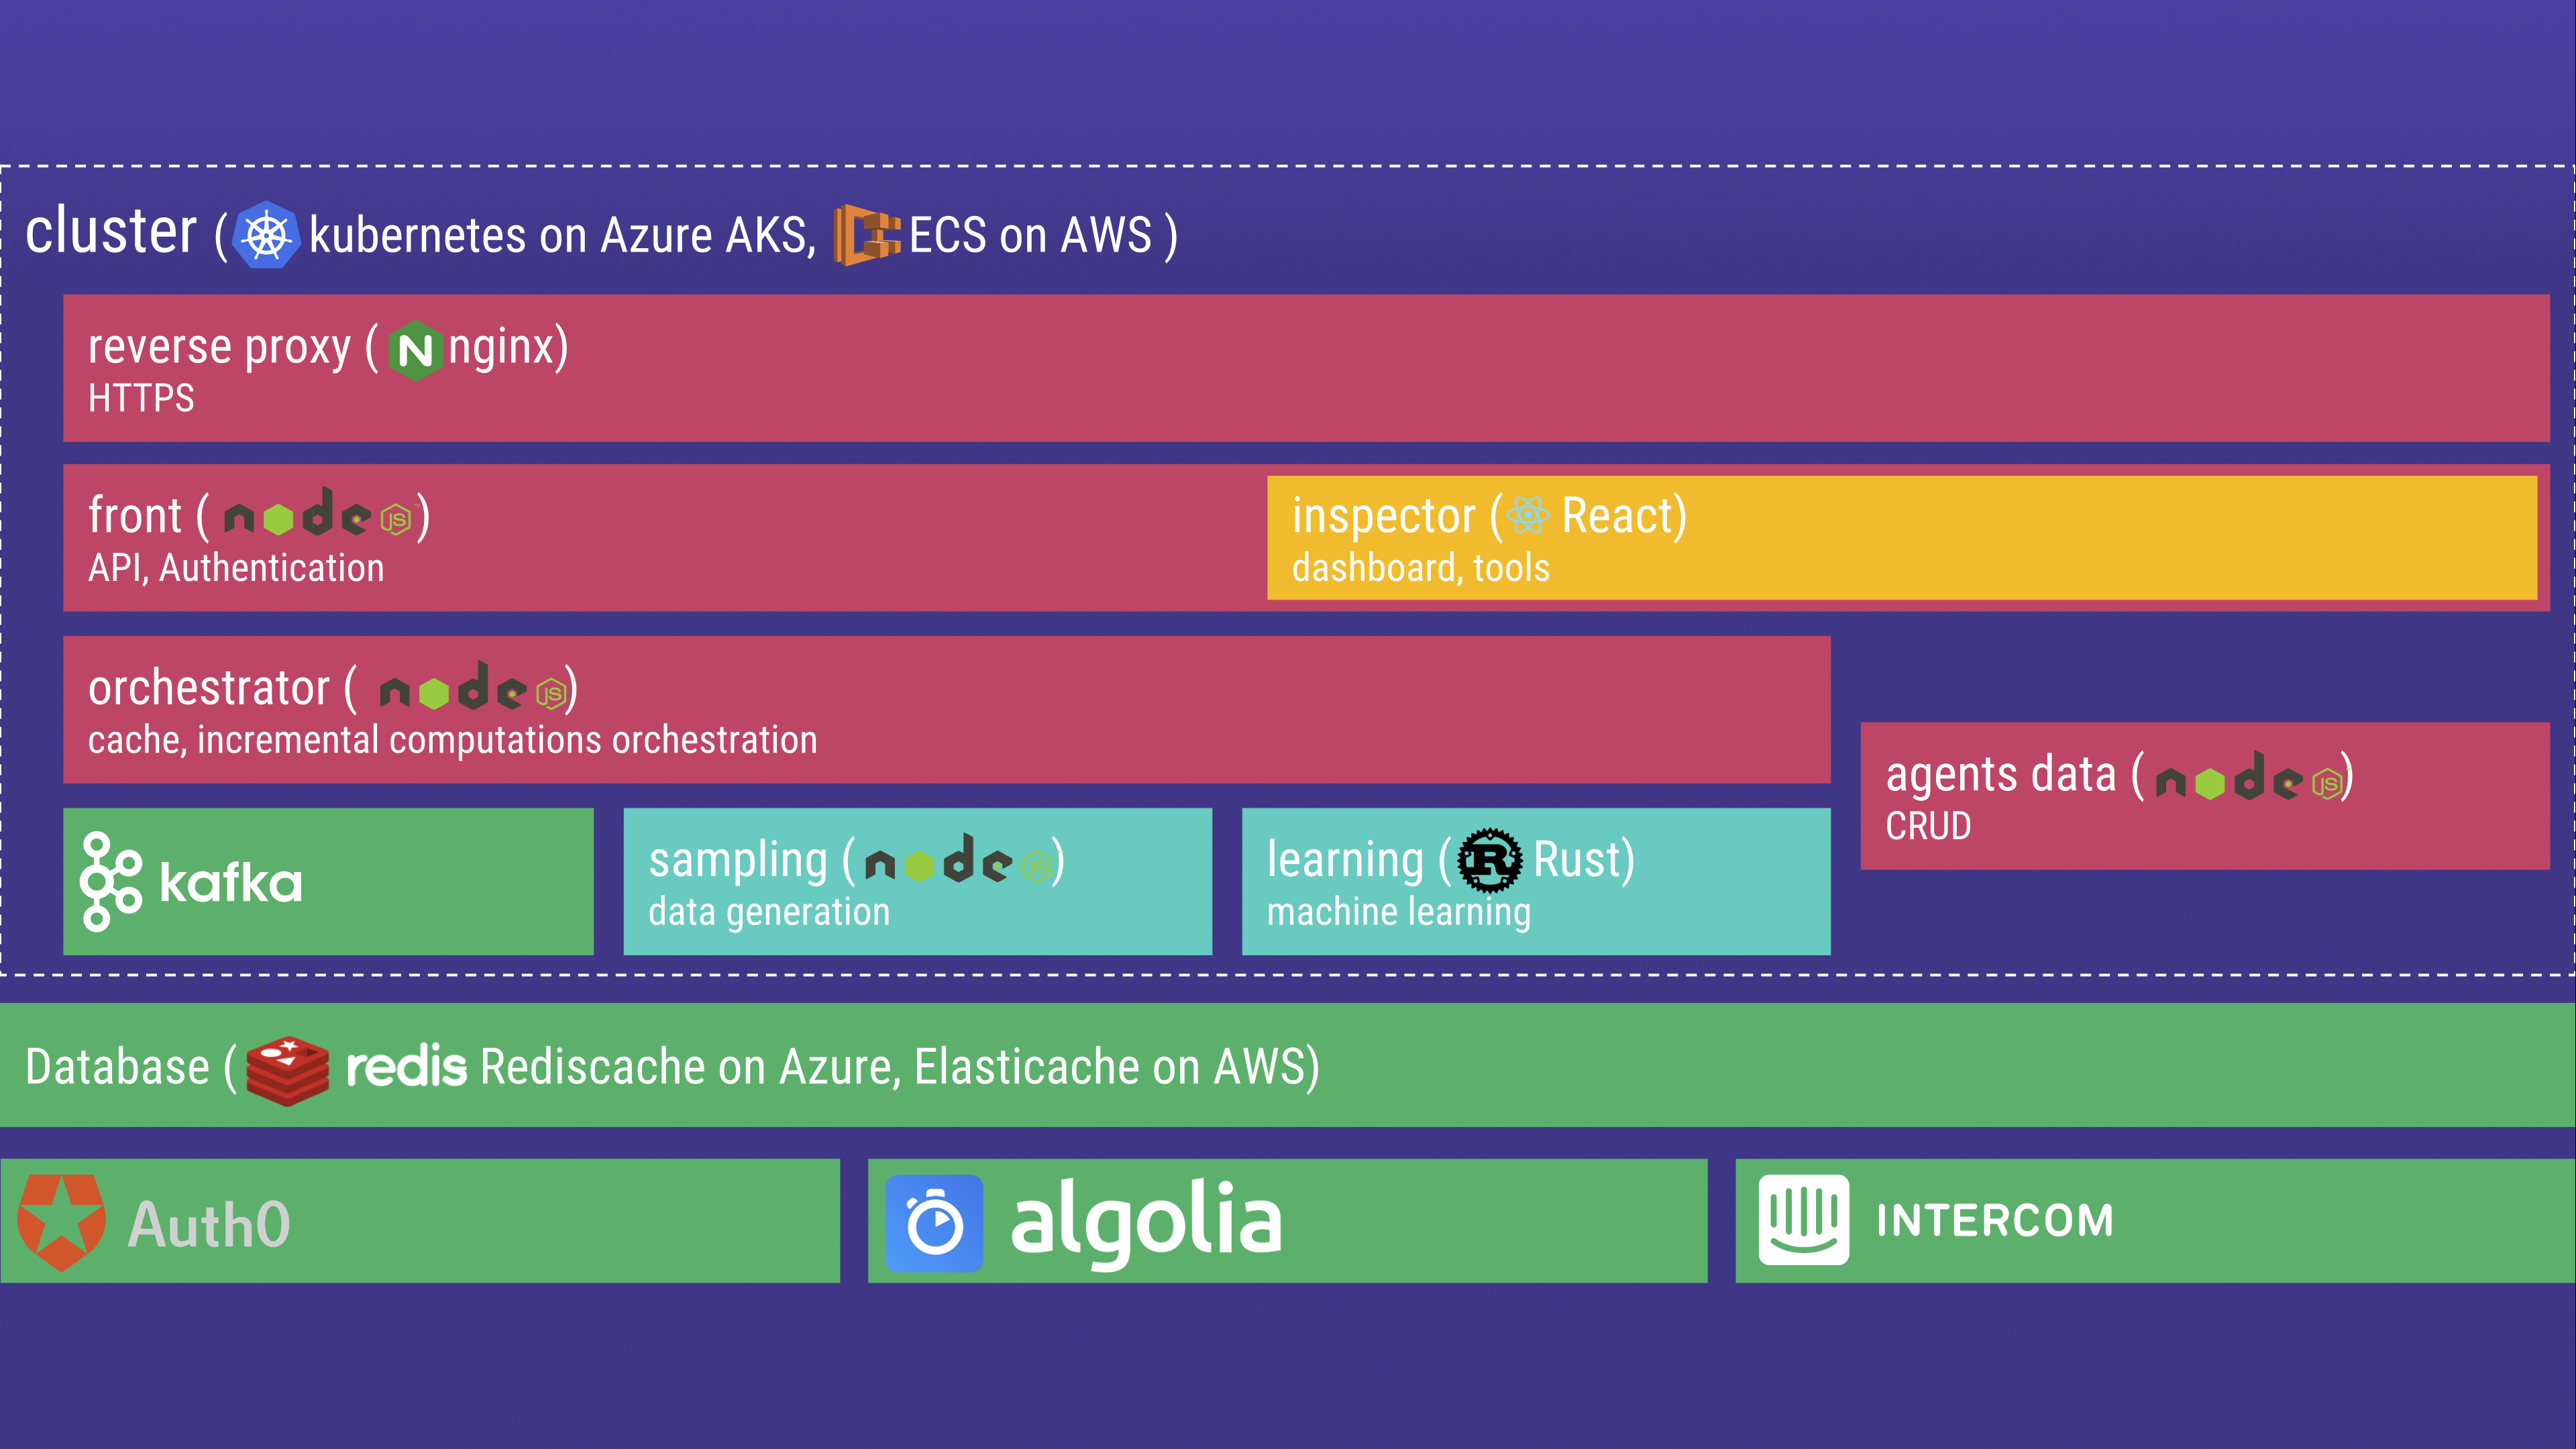 cluster ( kubernetes on Azure AKS, ECS on AWS )
reverse proxy ( N nginx)
HTTPS
front ( node JS)
API, Authentication
inspector ( React)
dashboard, tools
orchestrator ( node JS)
cache, incremental computations orchestration
agents data ( node JS)
CRUD
kafka
sampling ( node JS)
data generation
learning ( R Rust)
machine learning
Database ( redis Rediscache on Azure, Elasticache on AWS)
Auth0
algolia
INTERCOM